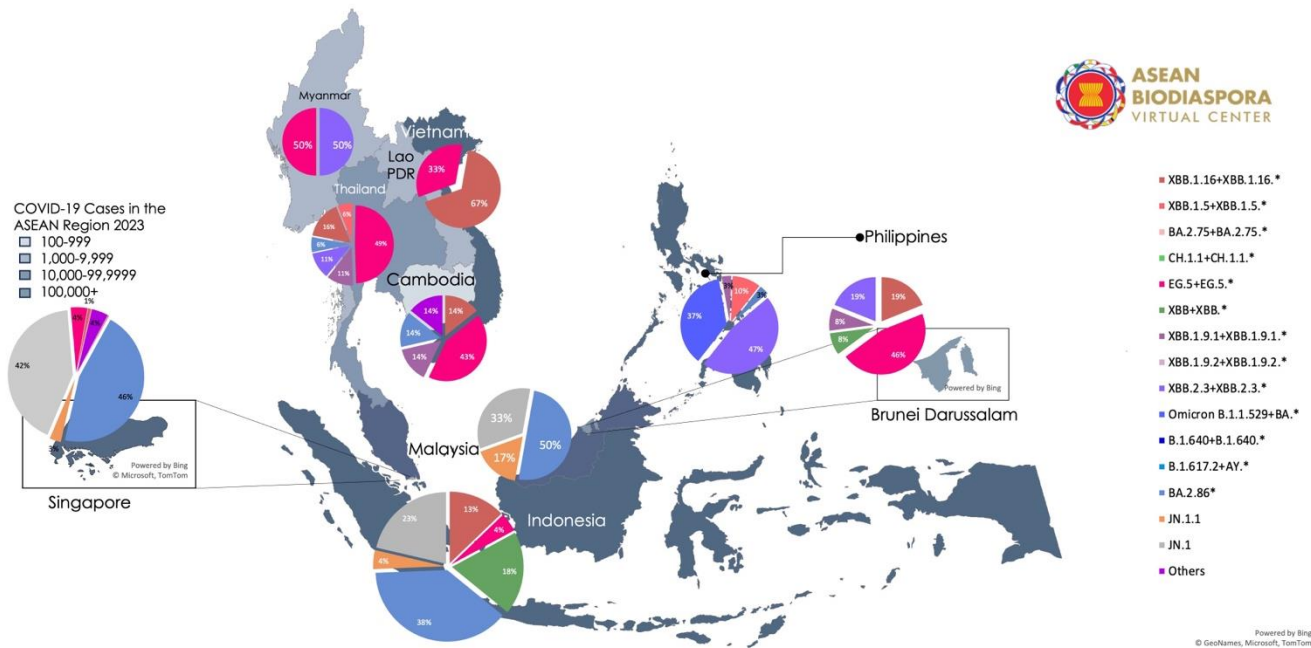 ASEAN
BIODIASPORA
VIRTUAL CENTER
Myanmar
50%
50%
Vietnam
Lao
PDR
33%
67%
Thailand
6%
16%
49%
6%
11%
11%
COVID-19 Cases in the
ASEAN Region 2023
100-999
1,000-9,999
10,000-99,9999
100,000+
Cambodia
14%
14%
14%
43%
14%
Philippines
3%
10%
3%
37%
47%
19%
19%
8%
8%
46%
Powered by Bing
Brunei Darussalam
1%
4%
4%
42%
46%
3%
Powered by Bing
© Microsoft, TomTom
Singapore
Malaysia
33%
50%
17%
Indonesia
13%
4%
23%
4%
18%
38%
XBB.1.16+XBB.1.16.*
XBB.1.5+XBB.1.5.*
BA.2.75+BA.2.75.*
CH.1.1+CH.1.1.*
EG.5+EG.5.*
XBB+XBB.*
XBB.1.9.1+XBB.1.9.1.*
XBB.1.9.2+XBB.1.9.2.*
XBB.2.3+XBB.2.3.*
Omicron B.1.1.529+BA.*
B.1.640+B.1.640.*
B.1.617.2+AY.*
BA.2.86*
JN.1.1
JN.1
Others
Powered by Bing
© GeoNames, Microsoft, TomTom